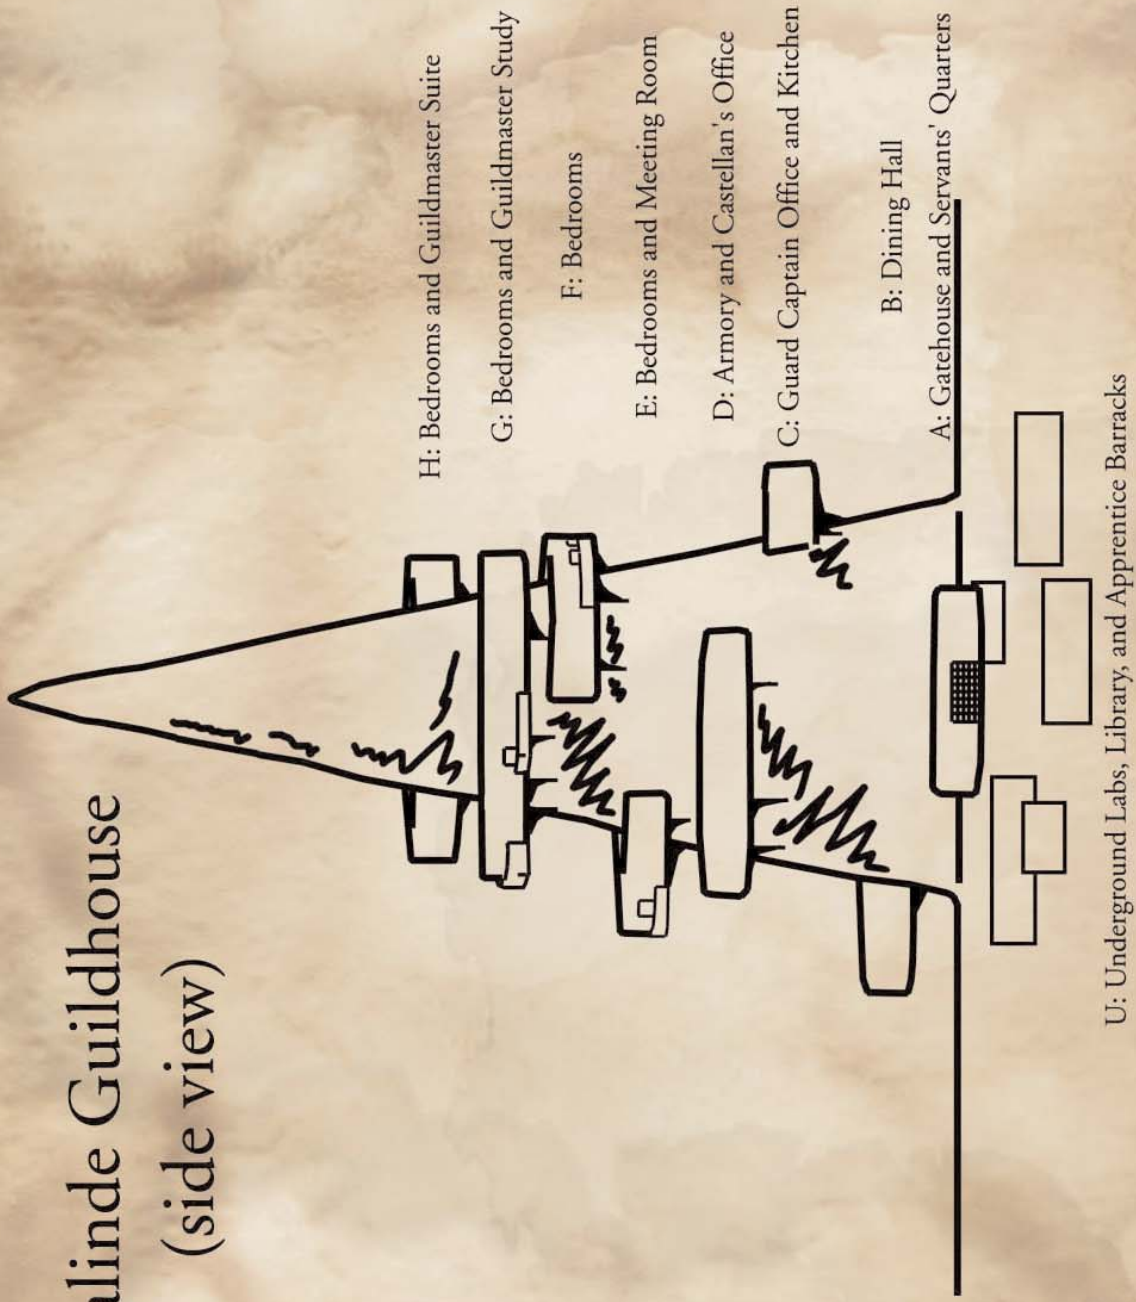 alinde Guildhouse
(side view)
H: Bedrooms and Guildmaster Suite
G: Bedrooms and Guildmaster Study
F: Bedrooms
E: Bedrooms and Meeting Room
D: Armory and Castellan's Office
C: Guard Captain Office and Kitchen
B: Dining Hall
A: Gatehouse and Servants' Quarters
U: Underground Labs, Library, and Apprentice Barracks